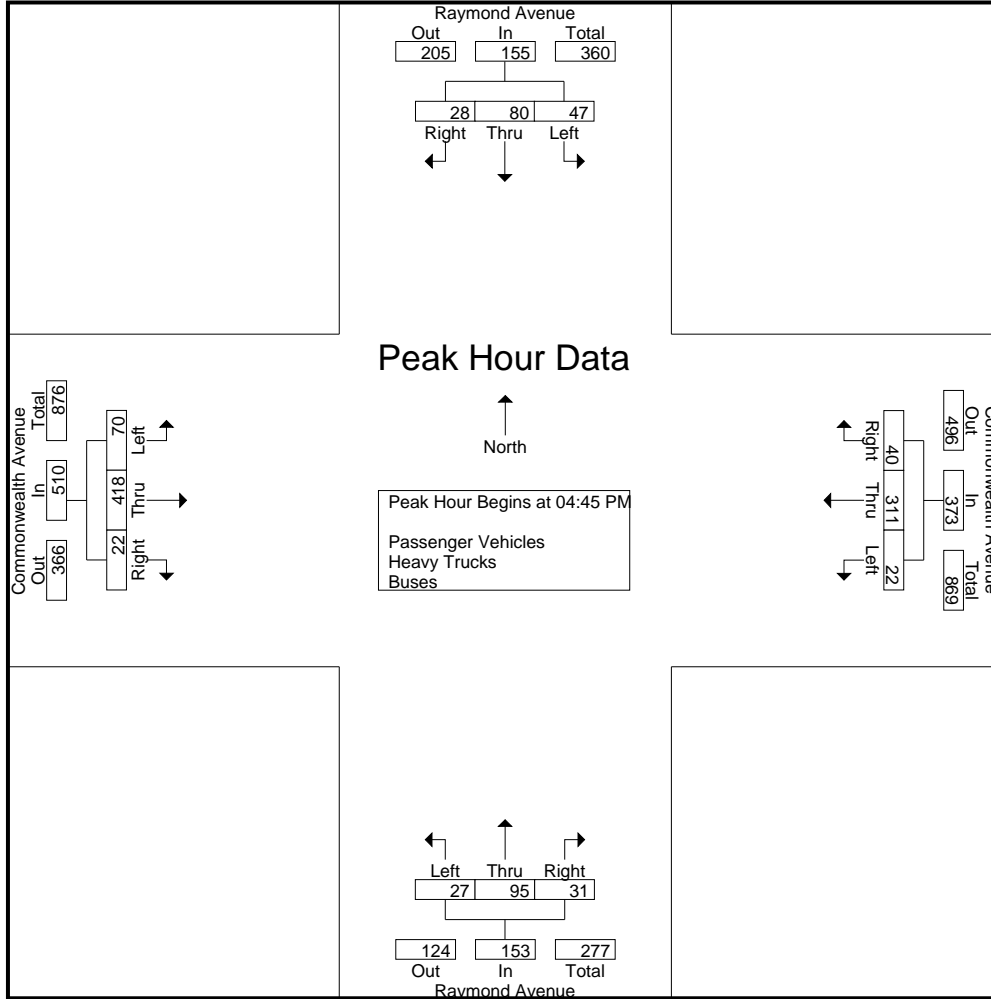 Raymond Avenue
Out In Total
205 155 360
28 80 47
Right Thru Left
Peak Hour Data
North
Peak Hour Begins at 04:45 PM
Passenger Vehicles
Heavy Trucks
Buses
Commonwealth Avenue
Out In Total
366 510 876
22 418 70
Right Thru Left
Commonwealth Avenue
Out In Total
496 373 869
40 311 22
Right Thru Left
Left Thru Right
27 95 31
124 153 277
Out In Total
Raymond Avenue